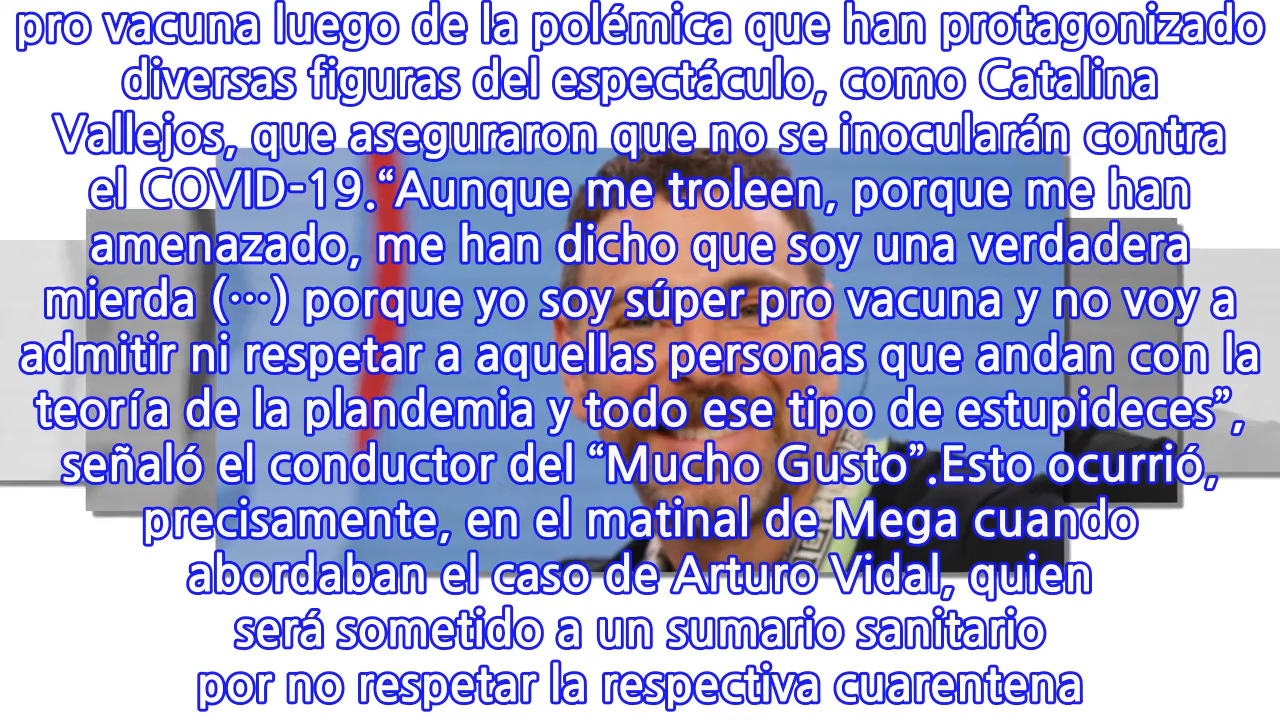 pro vacuna luego de la polémica que han protagonizado
diversas figuras del espectáculo, como Catalina
Vallejos, que aseguraron que no se inocularán contra
el COVID-19.“Aunque me troleen, porque me han
amenazado, me han dicho que soy una verdadera
mierda (…) porque yo soy súper pro vacuna y no voy a
admitir ni respetar a aquellas personas que andan con la
teoría de la plandemia y todo ese tipo de estupideces”,
señaló el conductor del “Mucho Gusto”.Esto ocurrió,
precisamente, en el matinal de Mega cuando
abordaban el caso de Arturo Vidal, quien
será sometido a un sumario sanitario
por no respetar la respectiva cuarentena